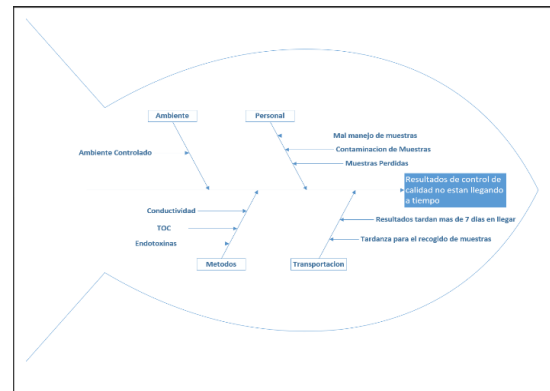 Ambiente
Personal
Mal manejo de muestras
Contaminacion de Muestras
Ambiente Controlado
Muestras Perdidas
Resultados de control de
calidad no estan llegando
a tiempo
Conductividad
Resultados tardan mas de 7 dias en llegar
TOC
Tardanza para el recogido de muestras
Endotoxinas
Metodos
Transportacion